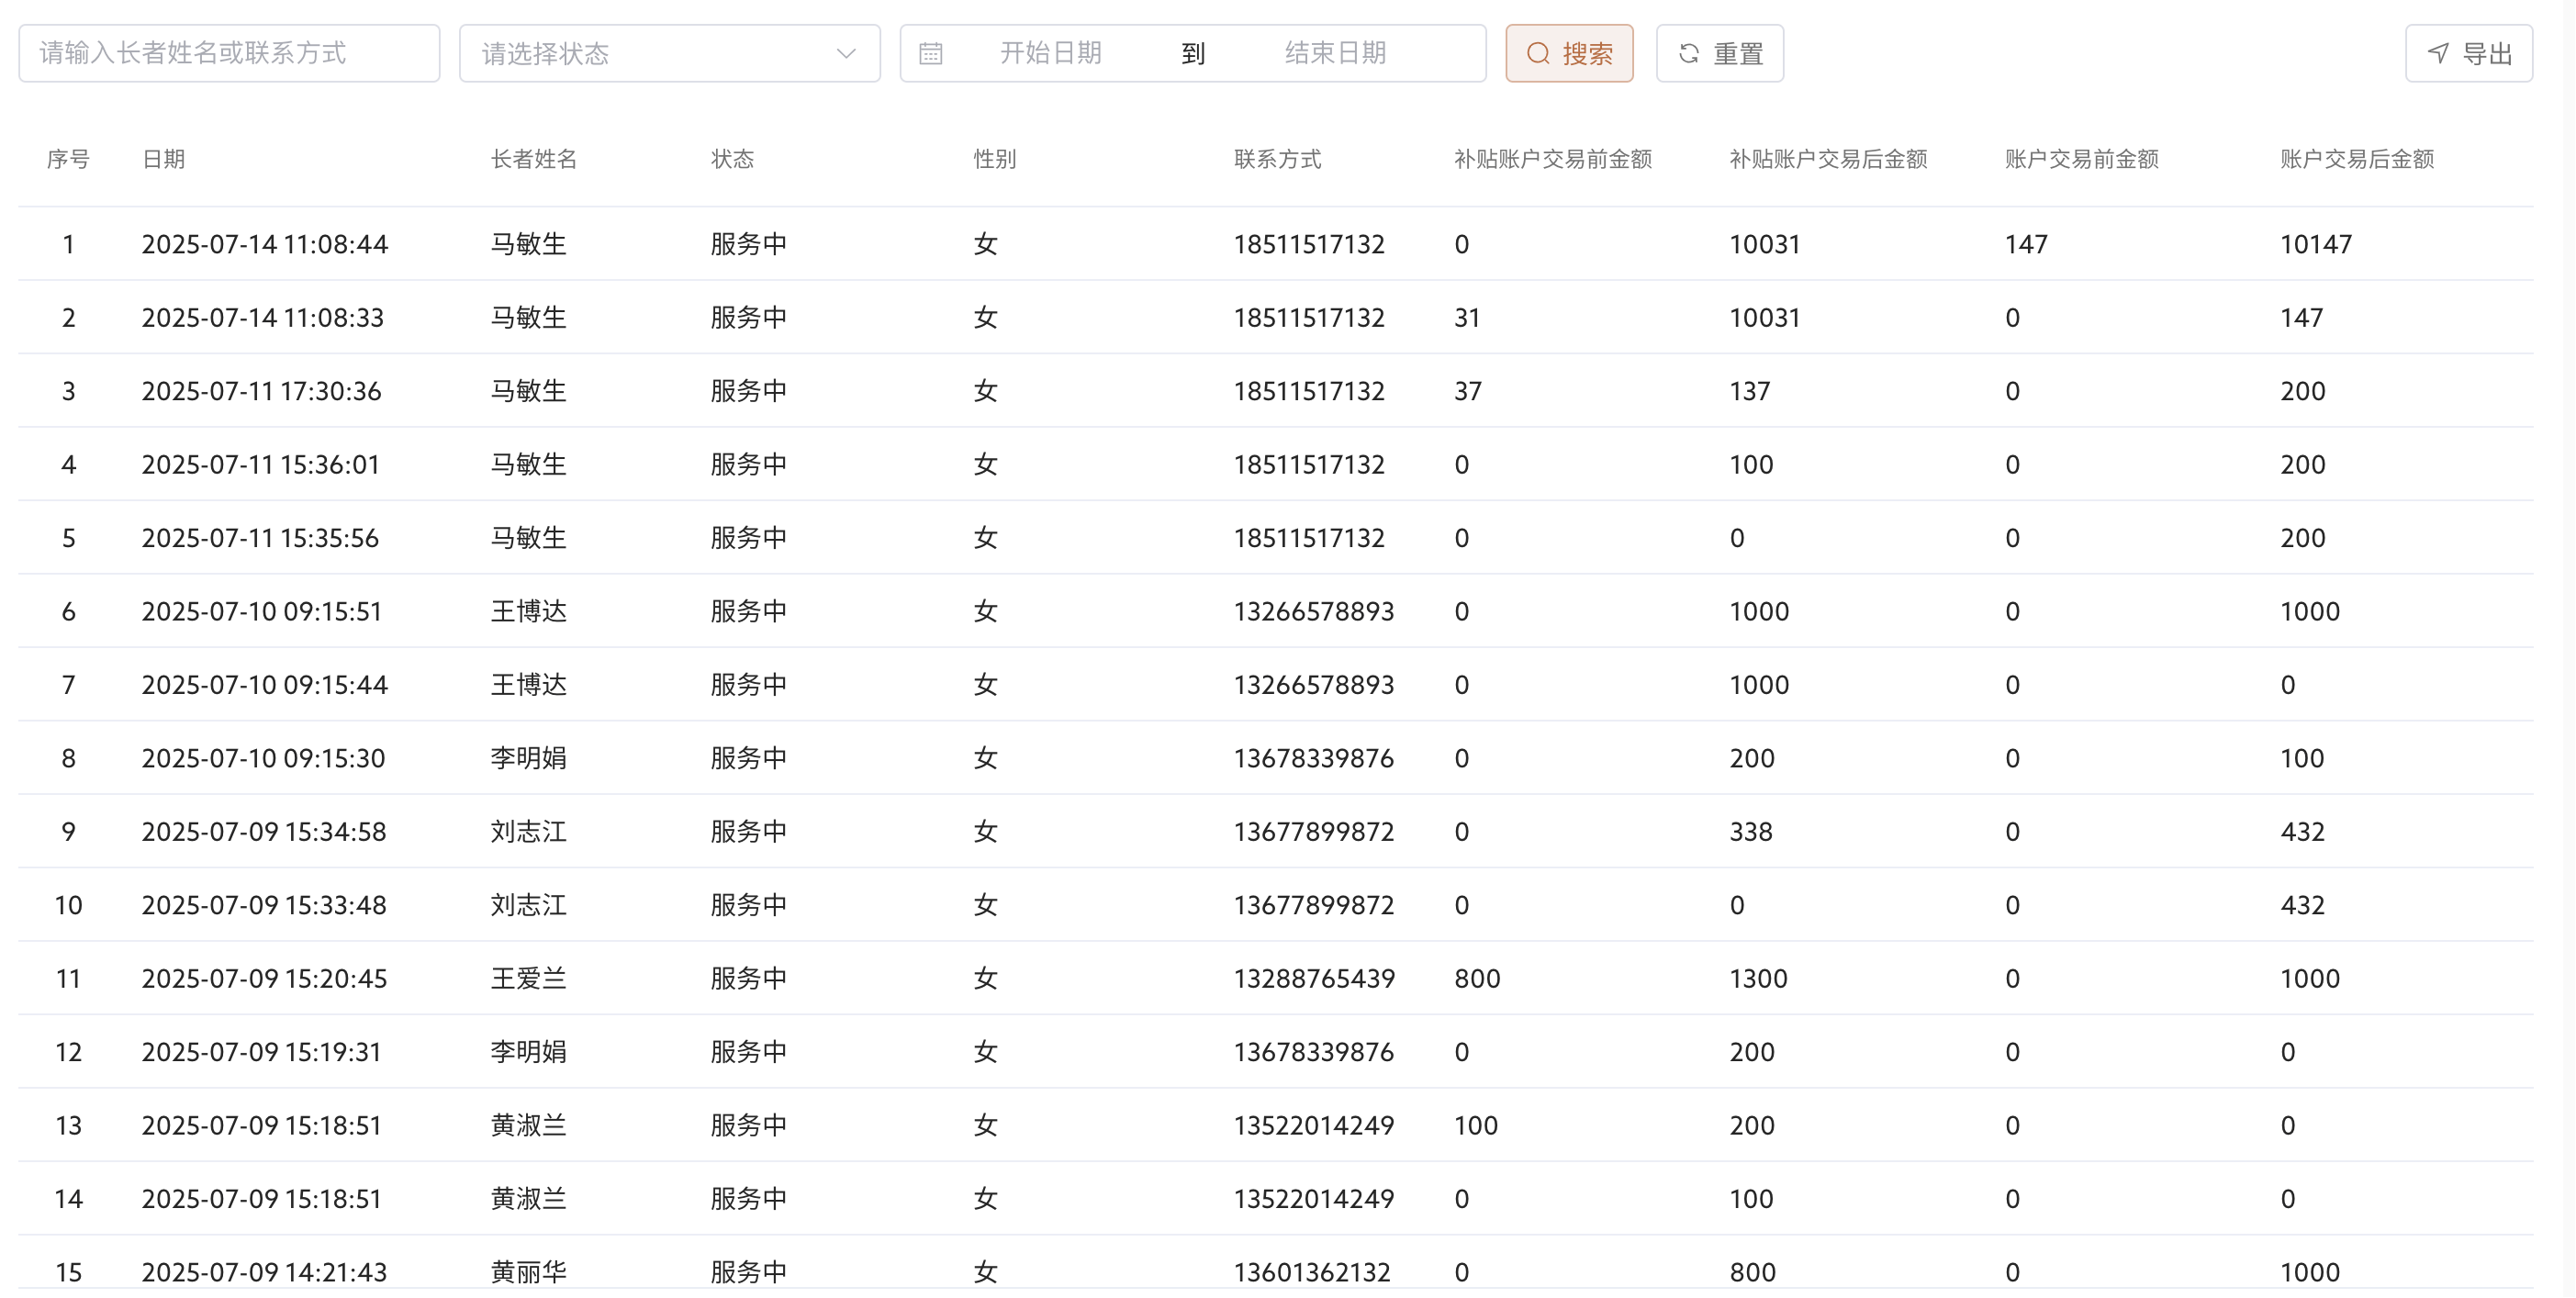 请输入长者姓名或联系方式 请选择状态 开始日期 到 结束日期 搜索 重置 导出
序号 日期 长者姓名 状态 性别 联系方式 补贴账户交易前金额 补贴账户交易后金额 账户交易前金额 账户交易后金额
1 2025-07-14 11:08:44 马敏生 服务中 女 18511517132 0 10031 147 10147
2 2025-07-14 11:08:33 马敏生 服务中 女 18511517132 31 10031 0 147
3 2025-07-11 17:30:36 马敏生 服务中 女 18511517132 37 137 0 200
4 2025-07-11 15:36:01 马敏生 服务中 女 18511517132 0 100 0 200
5 2025-07-11 15:35:56 马敏生 服务中 女 18511517132 0 0 0 200
6 2025-07-10 09:15:51 王博达 服务中 女 13266578893 0 1000 0 1000
7 2025-07-10 09:15:44 王博达 服务中 女 13266578893 0 1000 0 0
8 2025-07-10 09:15:30 李明娟 服务中 女 13678339876 0 200 0 100
9 2025-07-09 15:34:58 刘志江 服务中 女 13677899872 0 338 0 432
10 2025-07-09 15:33:48 刘志江 服务中 女 13677899872 0 0 0 432
11 2025-07-09 15:20:45 王爱兰 服务中 女 13288765439 800 1300 0 1000
12 2025-07-09 15:19:31 李明娟 服务中 女 13678339876 0 200 0 0
13 2025-07-09 15:18:51 黄淑兰 服务中 女 13522014249 100 200 0 0
14 2025-07-09 15:18:51 黄淑兰 服务中 女 13522014249 0 100 0 0
15 2025-07-09 14:21:43 黄丽华 服务中 女 13601362132 0 800 0 1000